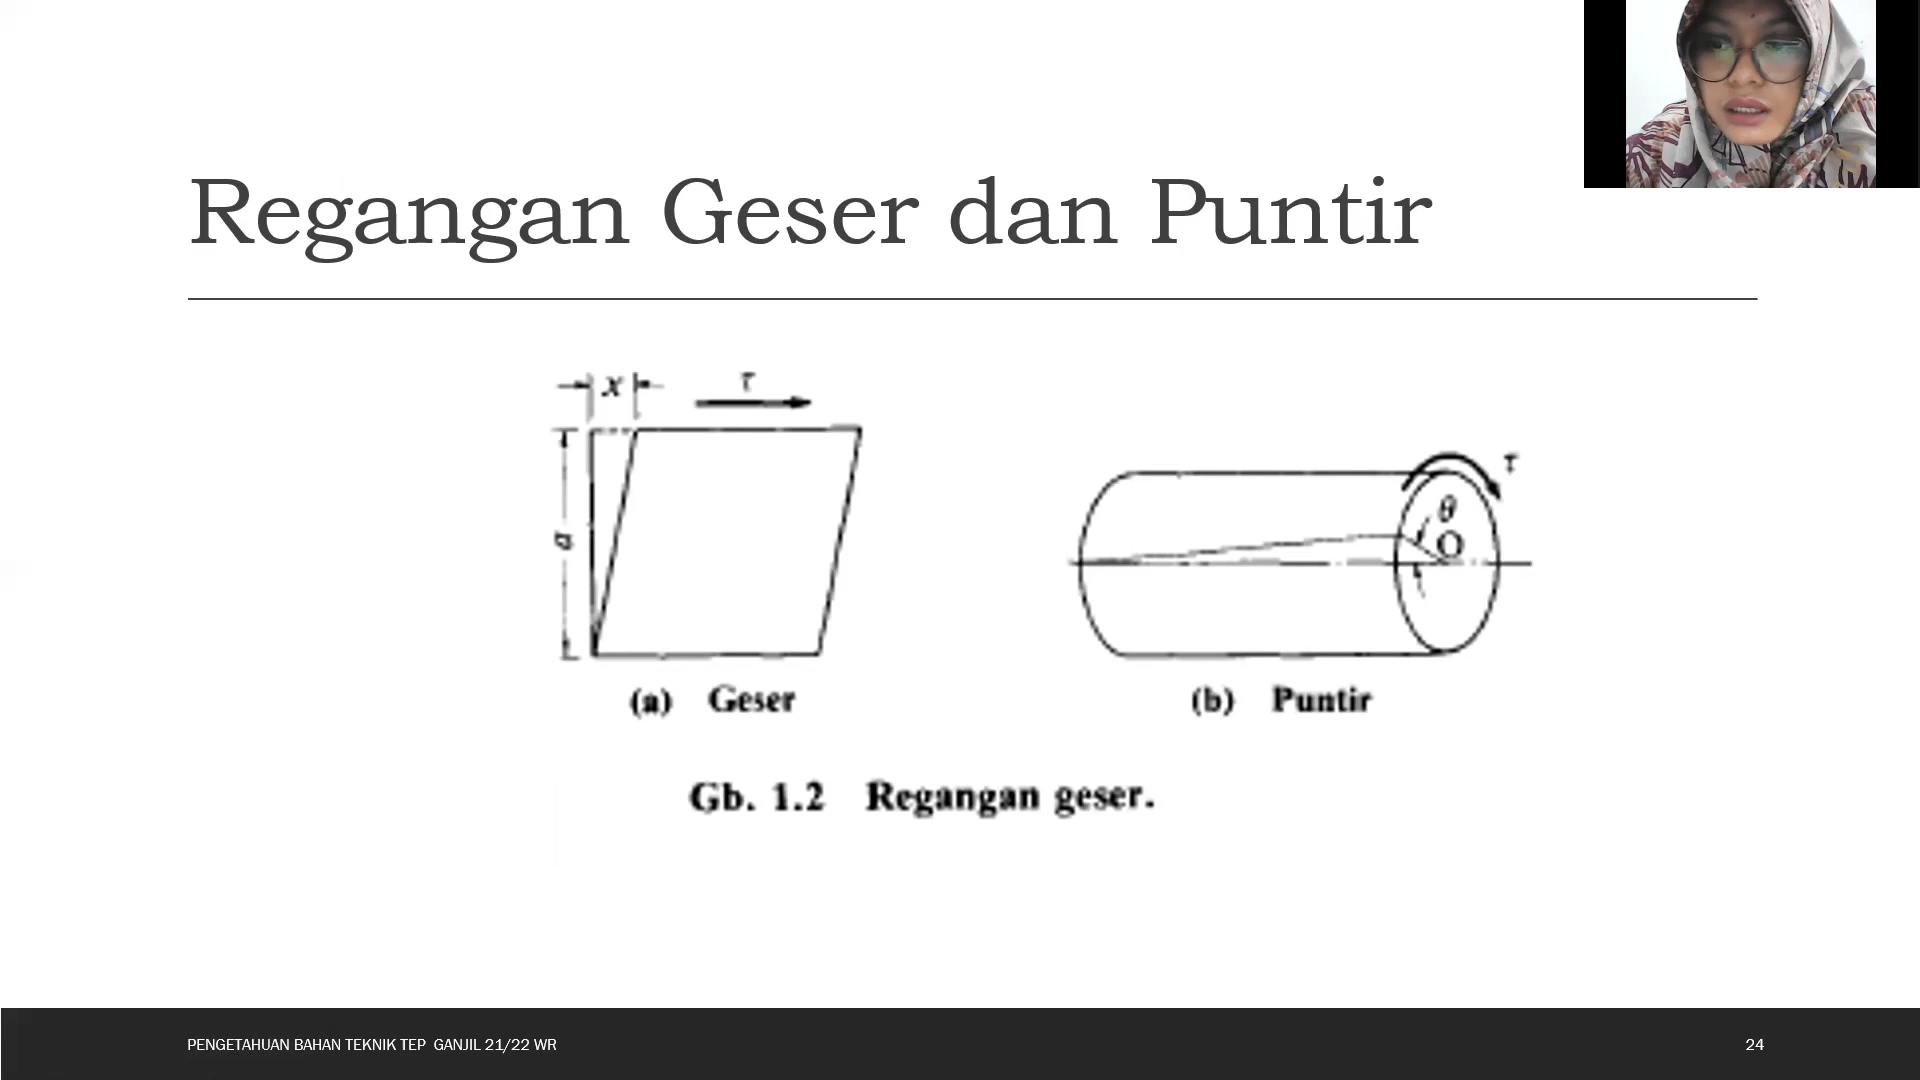 Regangan Geser dan Puntir
x
τ
a
τ
θ
O
(a) Geser
(b) Puntir
Gb. 1.2 Regangan geser.
PENGETAHUAN BAHAN TEKNIK TEP GANJIL 21/22 WR
24